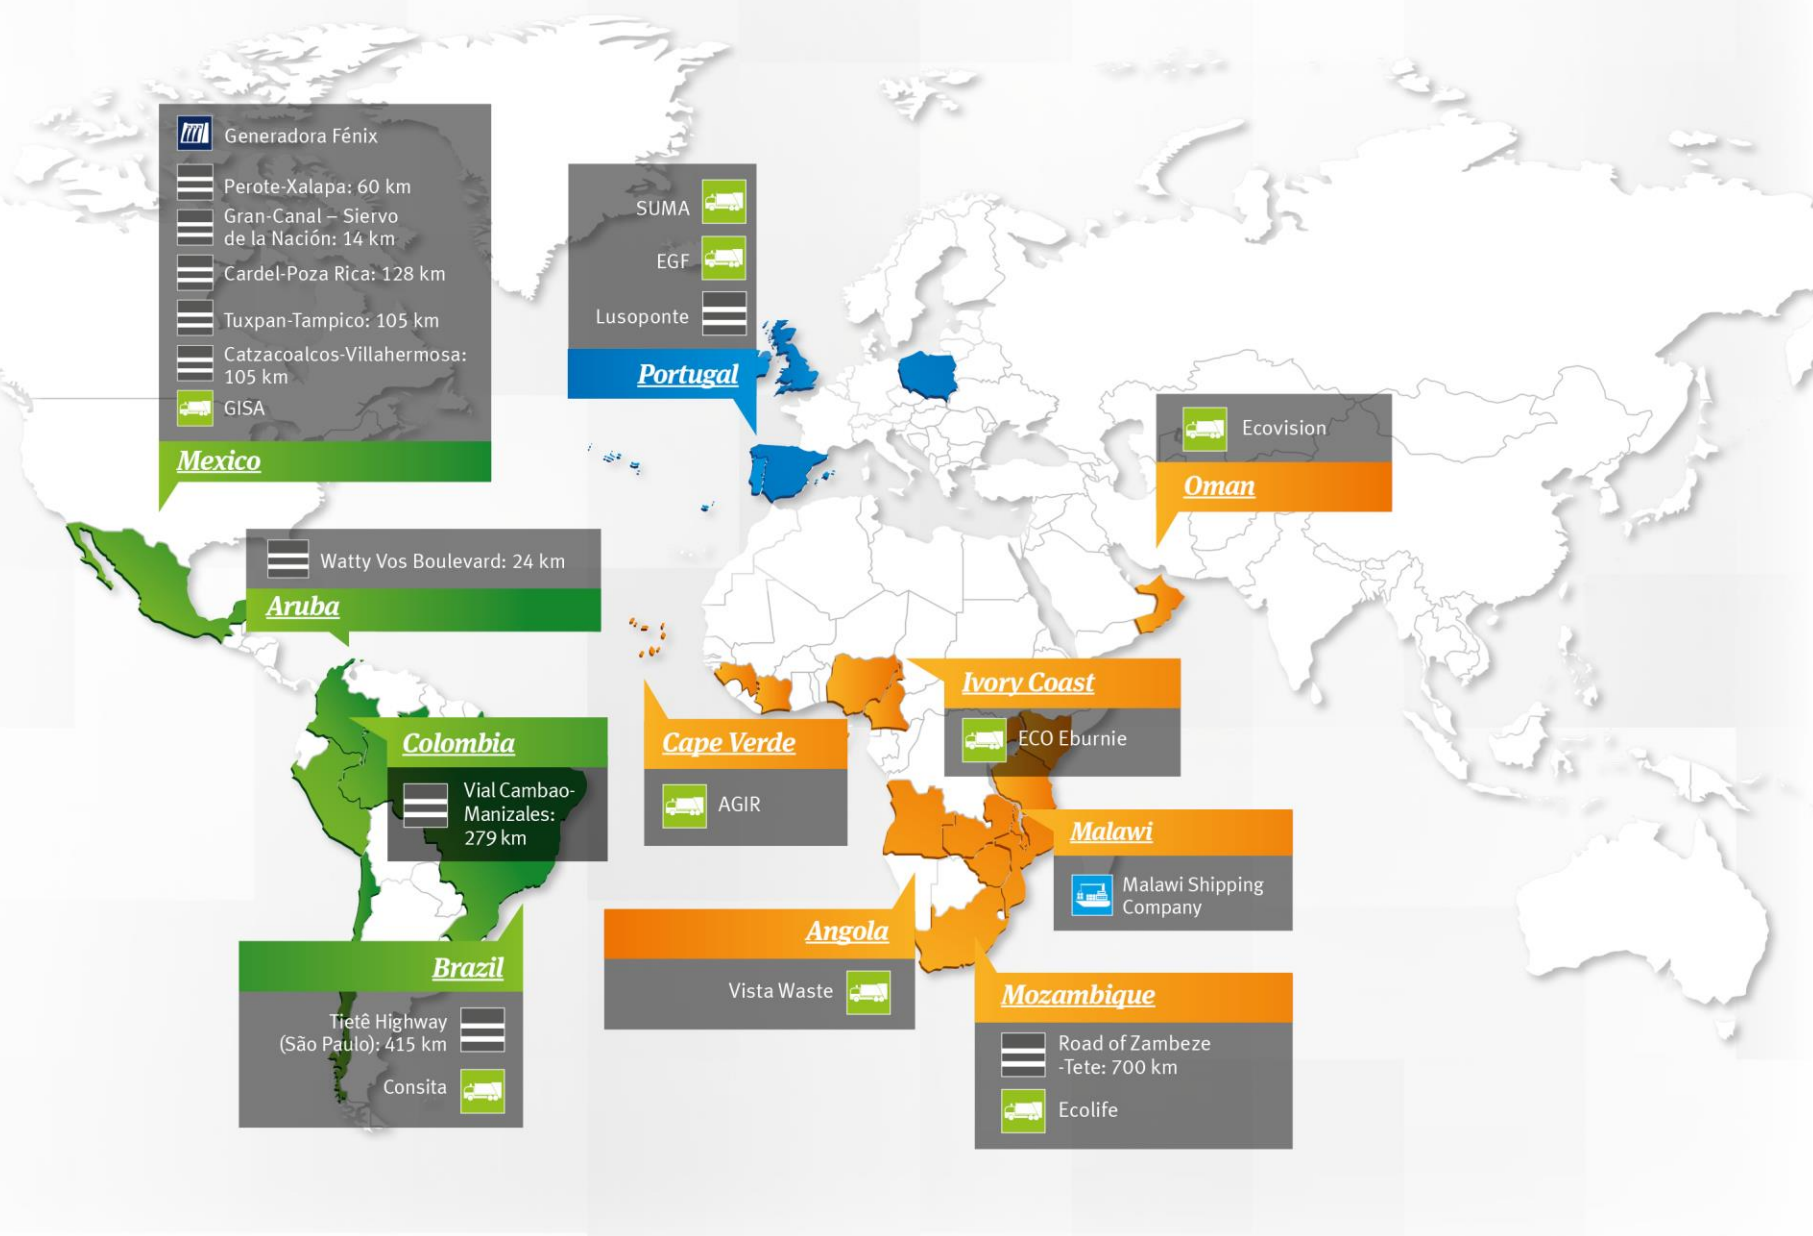 Generadora Fénix
Perote-Xalapa: 60 km
Gran-Canal – Siervo
de la Nación: 14 km
Cardel-Poza Rica: 128 km
Tuxpan-Tampico: 105 km
Catzacoalcos-Villahermosa:
105 km
GISA
Mexico
SUMA
EGF
Lusoponte
Portugal
Ecovision
Oman
Watty Vos Boulevard: 24 km
Aruba
Colombia
Vial Cambao-
Manizales:
279 km
Cape Verde
AGIR
Ivory Coast
ECO Eburnie
Malawi
Malawi Shipping
Company
Angola
Vista Waste
Brazil
Tietê Highway
(São Paulo): 415 km
Consita
Mozambique
Road of Zambeze
-Tete: 700 km
Ecolife